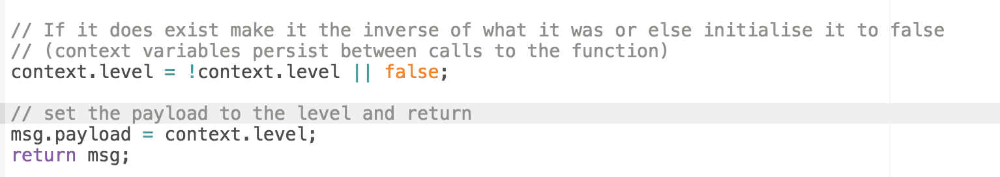 // If it does exist make it the inverse of what it was or else initialise it to false
// (context variables persist between calls to the function)
context.level = !context.level || false;
// set the payload to the level and return
msg.payload = context.level;
return msg;